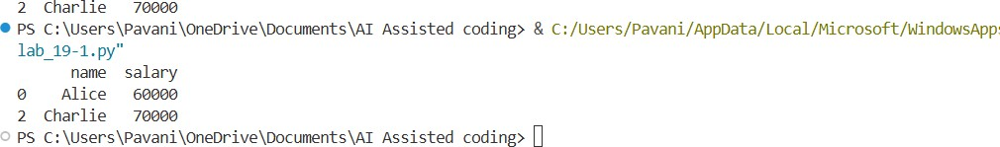 2  Charlie   70000
PS C:\Users\Pavani\OneDrive\Documents\AI Assisted coding> & C:/Users/Pavani/AppData/Local/Microsoft/WindowsApps
lab_19-1.py"
      name  salary
0    Alice   60000
2  Charlie   70000
PS C:\Users\Pavani\OneDrive\Documents\AI Assisted coding>